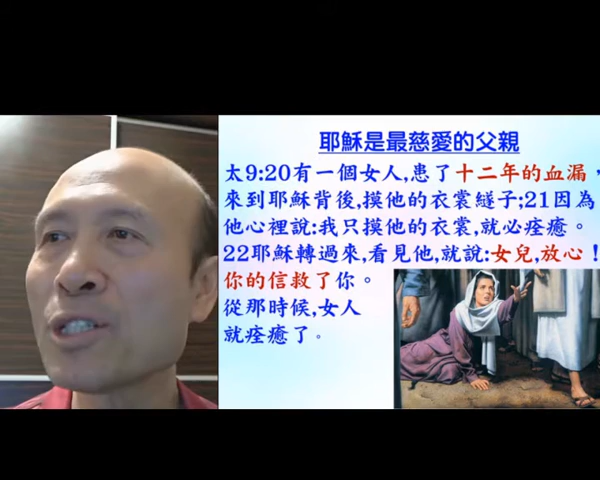 耶穌是最慈愛的父親
太9:20有一個女人,患了十二年的血漏,
來到耶穌背後,摸他的衣裳繸子;21因為
他心裡說:我只摸他的衣裳,就必痊癒。
22耶穌轉過來,看見他,就說:女兒,放心!
你的信救了你。
從那時候,女人
就痊癒了。